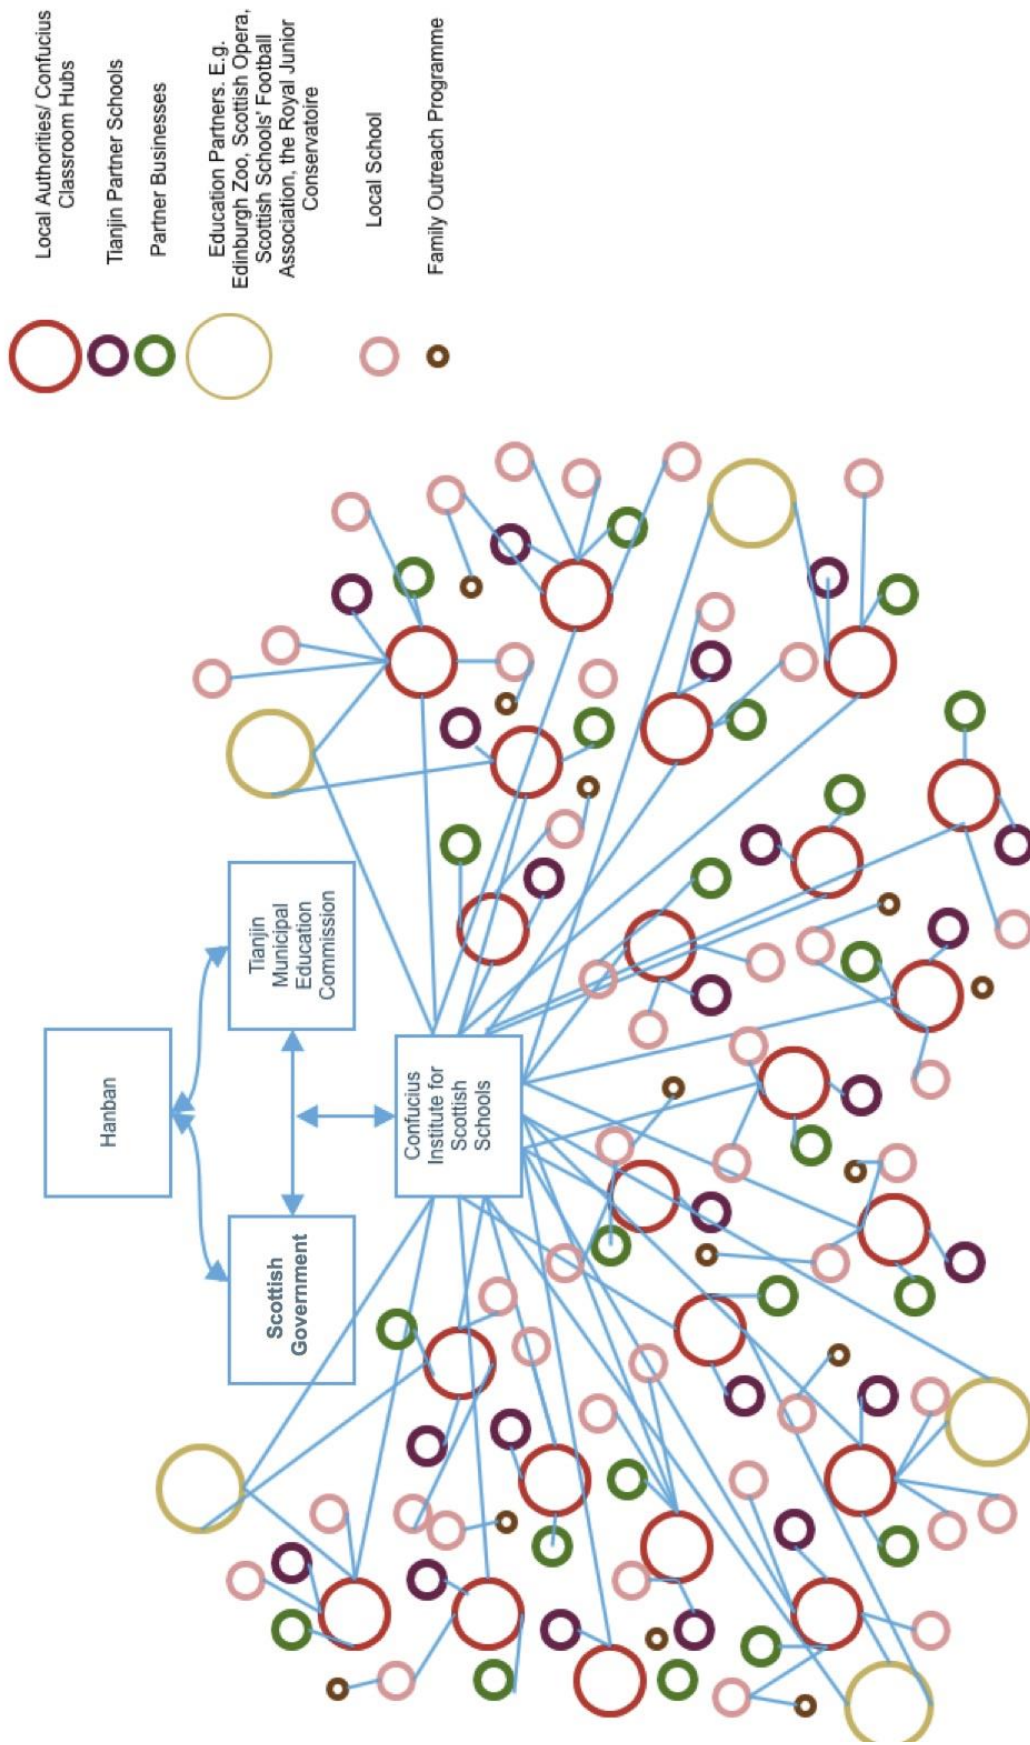 Local Authorities/ Confucius
Classroom Hubs
Tianjin Partner Schools
Partner Businesses
Education Partners. E.g.
Edinburgh Zoo, Scottish Opera,
Scottish Schools' Football
Association, the Royal Junior
Conservatoire
Local School
Family Outreach Programme
Hanban
Scottish
Government
Tianjin
Municipal
Education
Commission
Confucius
Institute for
Scottish
Schools